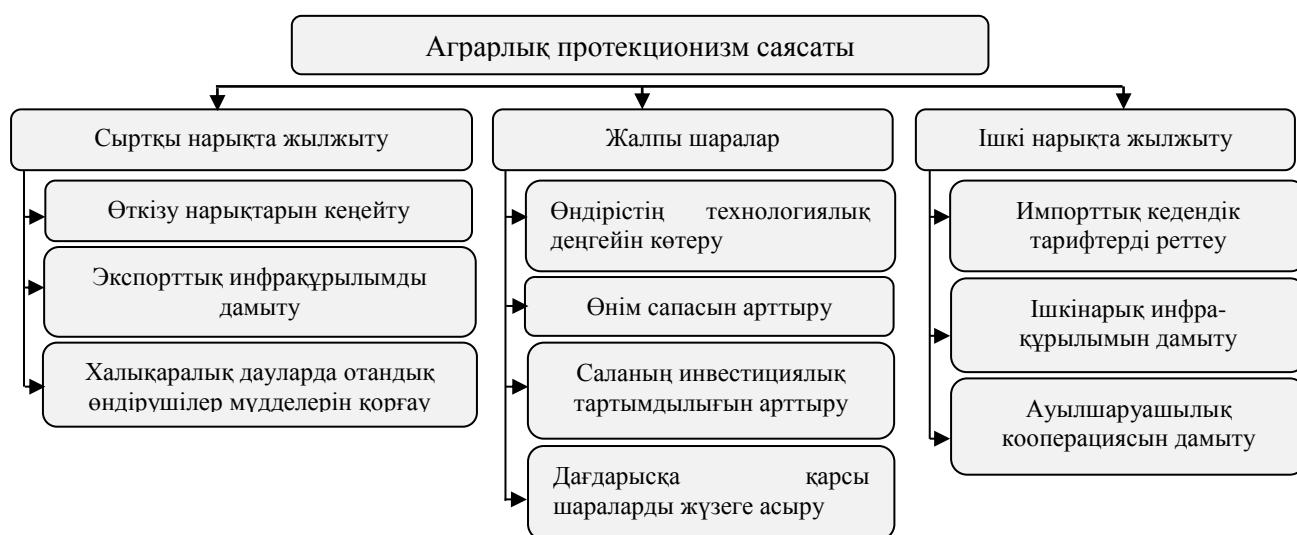 Аграрлық протекционизм саясаты
Сыртқы нарықта жылжыту
Өткізу нарықтарын кеңейту
Экспорттық инфрақұрылымды
дамыту
Халықаралық дауларда отандық
өндірушілер мүдделерін қорғау
Жалпы шаралар
Өндірістің технологиялық
деңгейін көтеру
Өнім сапасын арттыру
Саланың инвестициялық
тартымдылығын арттыру
Дағдарысқа қарсы
шараларды жүзеге асыру
Ішкі нарықта жылжыту
Импорттық кедендік
тарифтерді реттеу
Ішкінарық инфра-
құрылымын дамыту
Ауылшаруашылық
кооперациясын дамыту